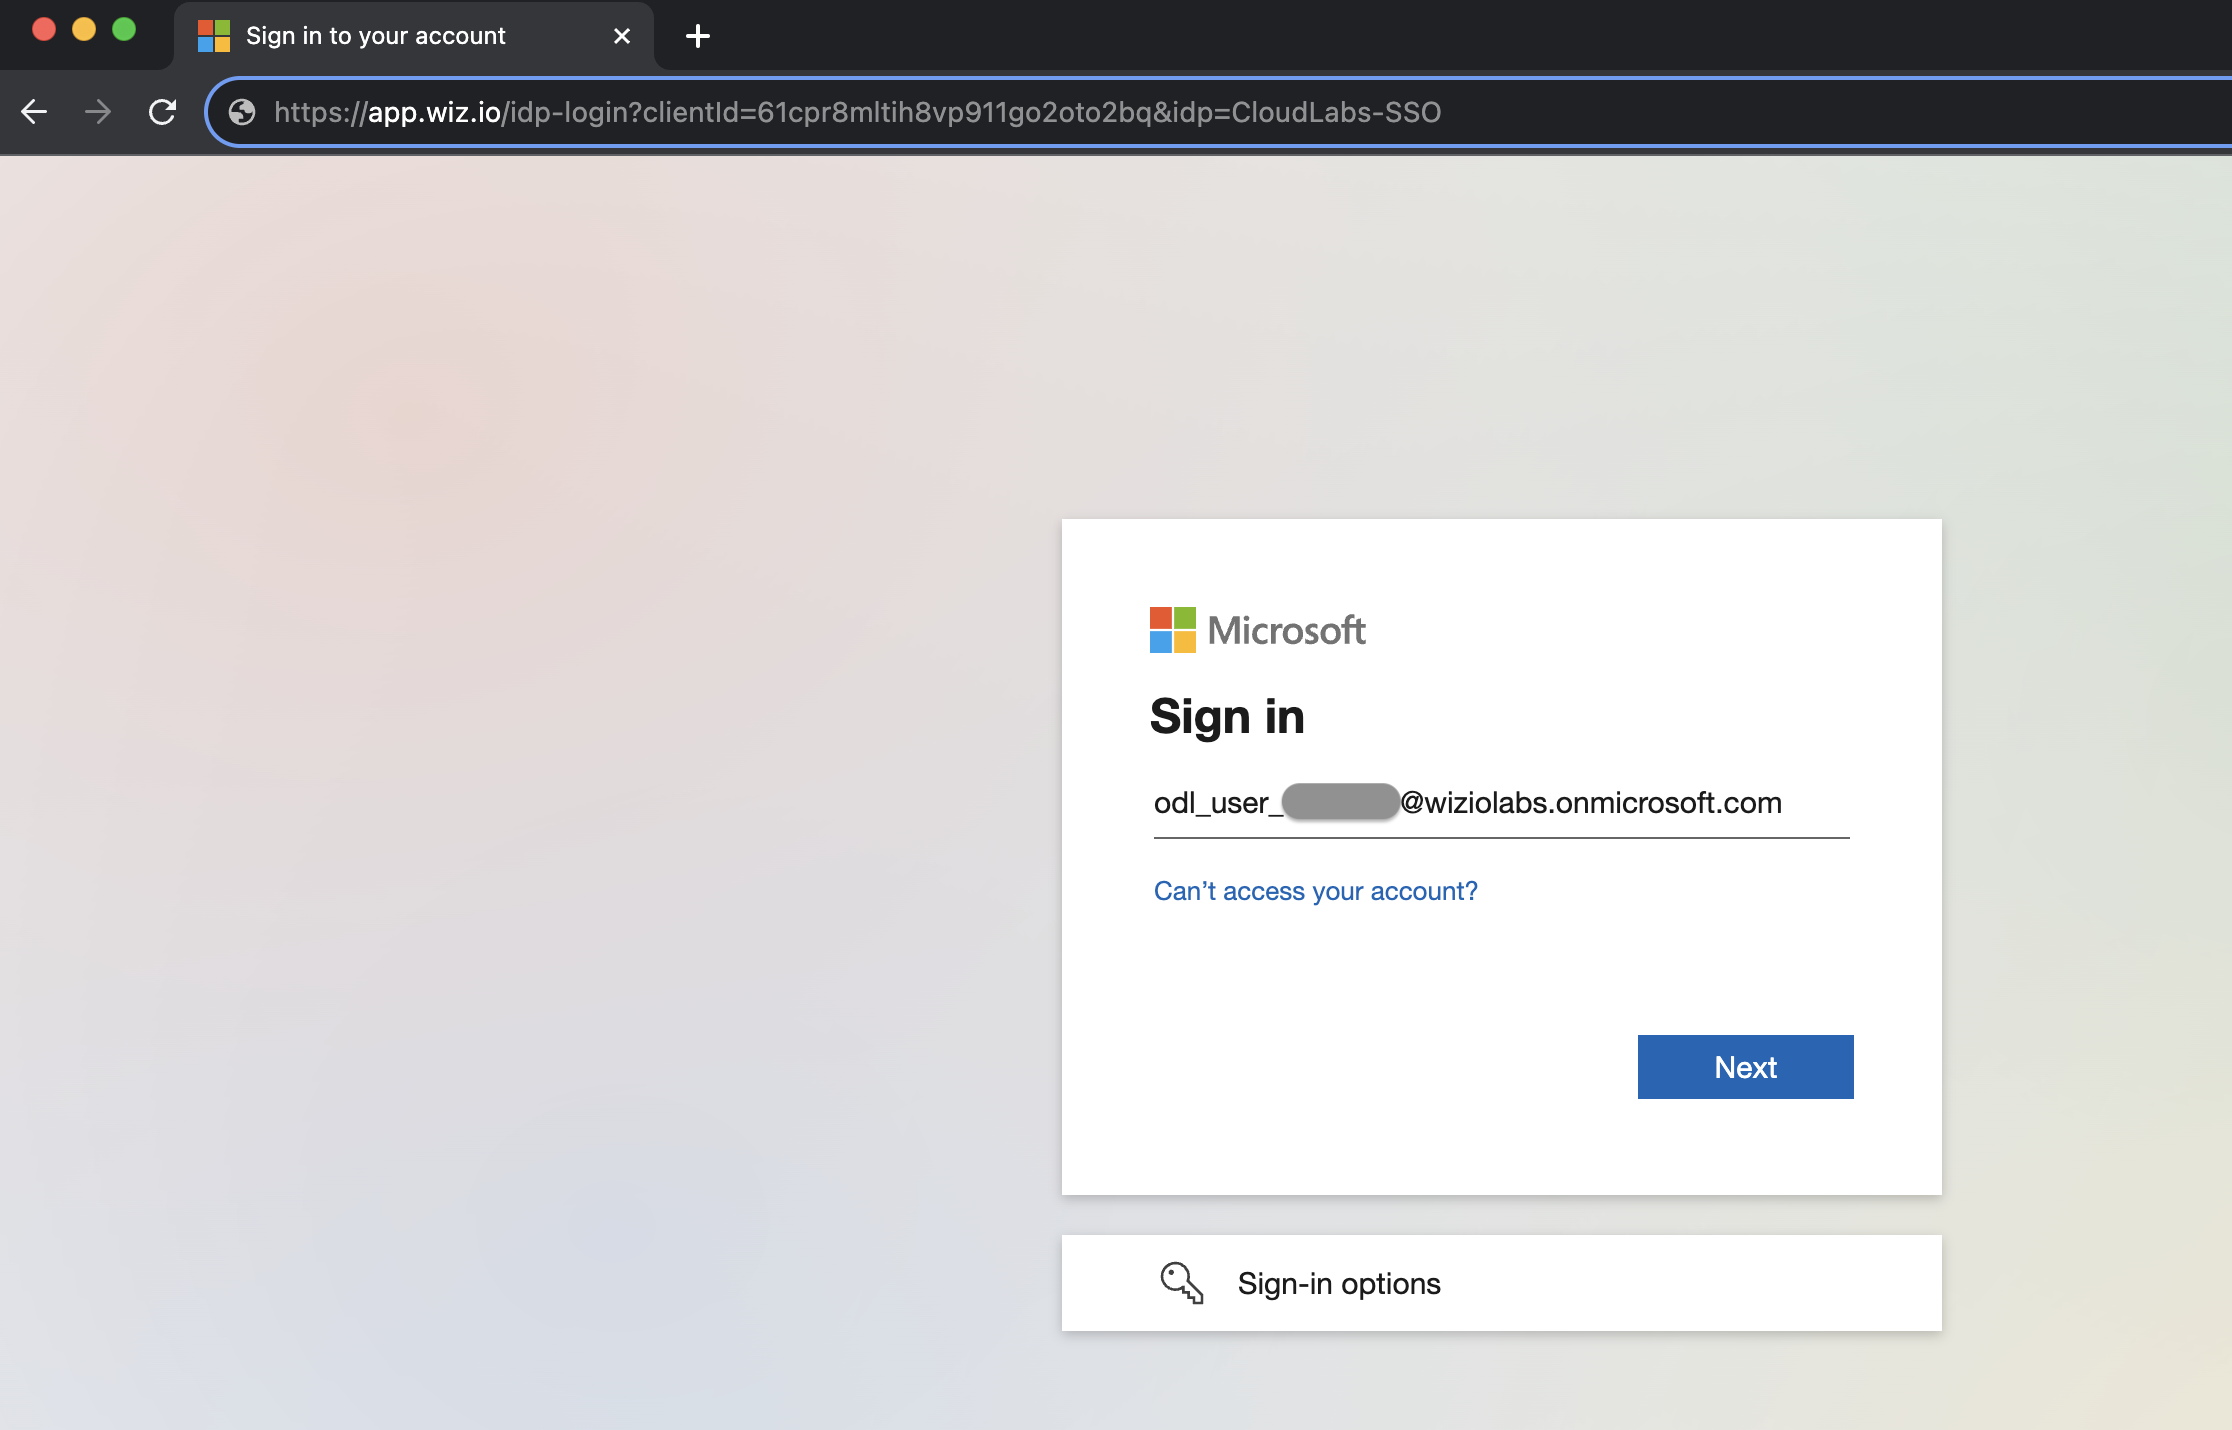 Sign in to your account
https://app.wiz.io/idp-login?clientId=61cpr8mltih8vp911go2oto2bq&idp=CloudLabs-SSO
Microsoft
Sign in
odl_user_@wiziolabs.onmicrosoft.com
Can't access your account?
Next
Sign-in options